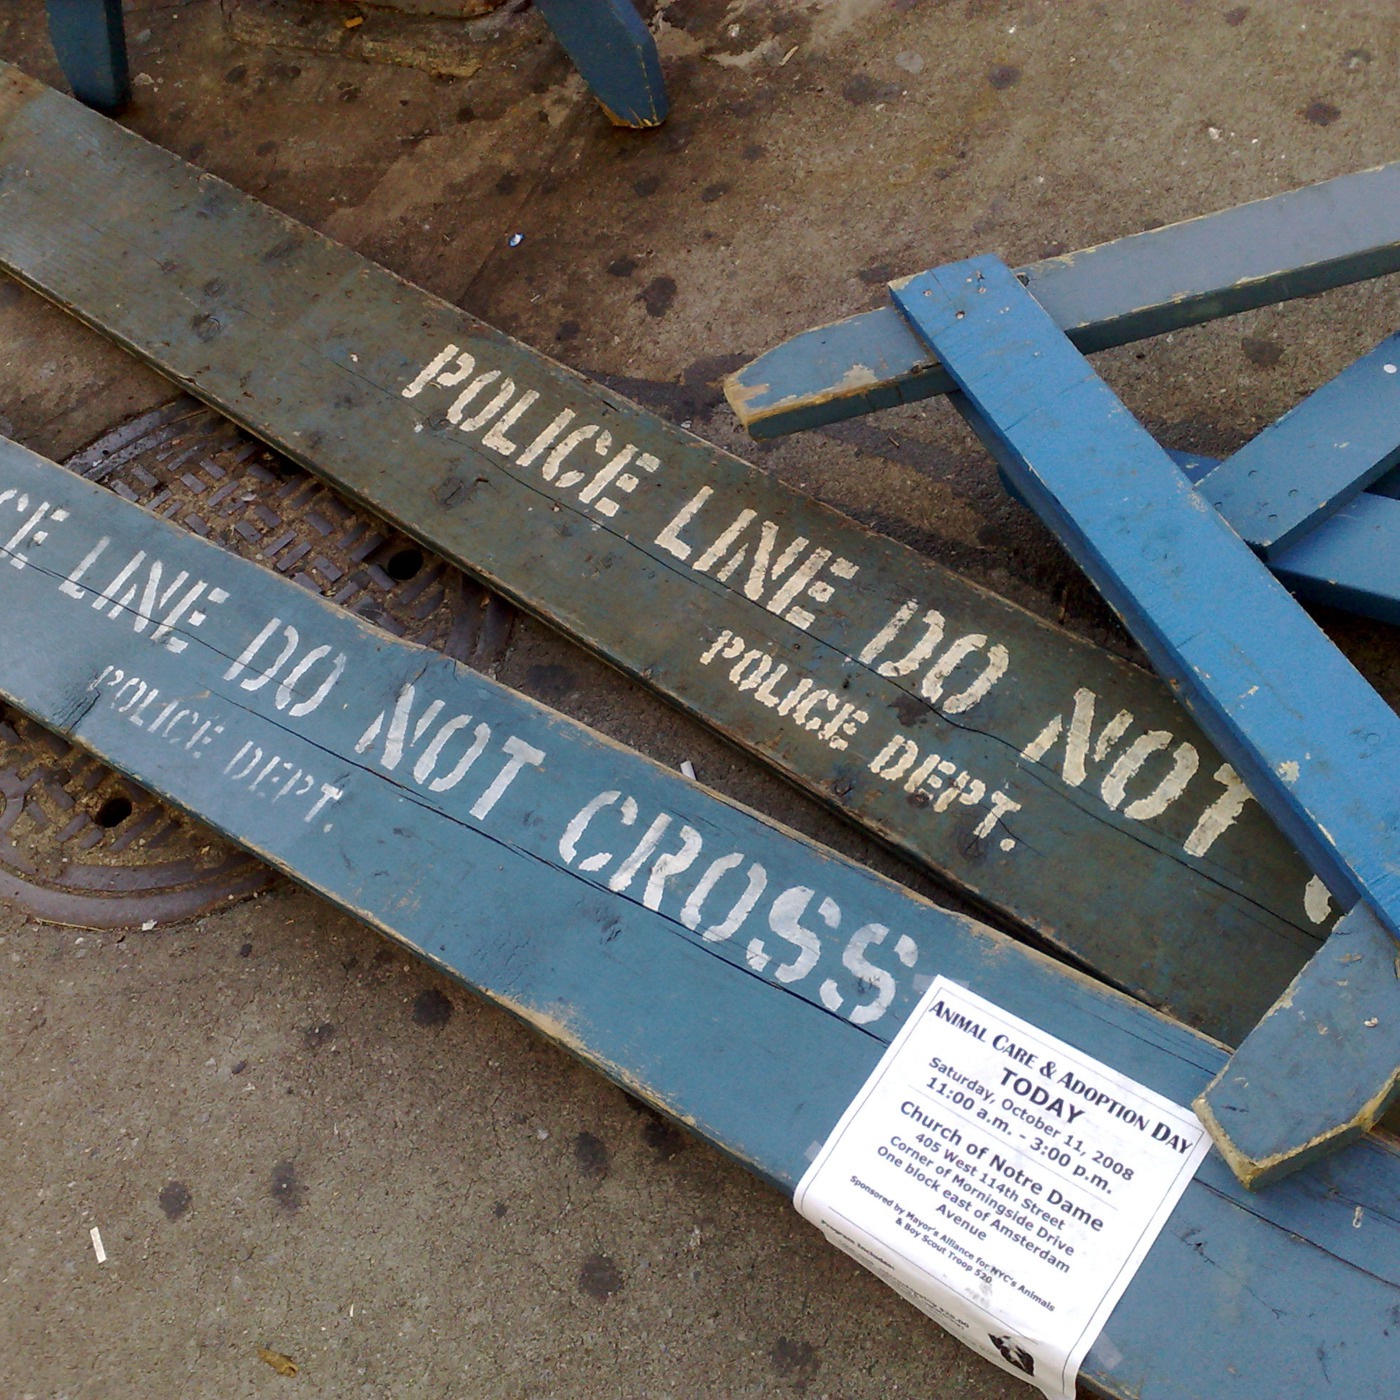 POLICE LINE DO NOT
POLICE DEPT.
CE LINE DO NOT CROSS
POLICE DEPT.
ANIMAL CARE & ADOPTION DAY
TODAY
Saturday, October 11, 2008
11:00 a.m. - 3:00 p.m.
Church of Notre Dame
405 West 114th Street
Corner of Morningside Drive
One block east of Amsterdam
Avenue
Sponsored by Mayor's Alliance for NYC's Animals
& Boy Scout Troop 520